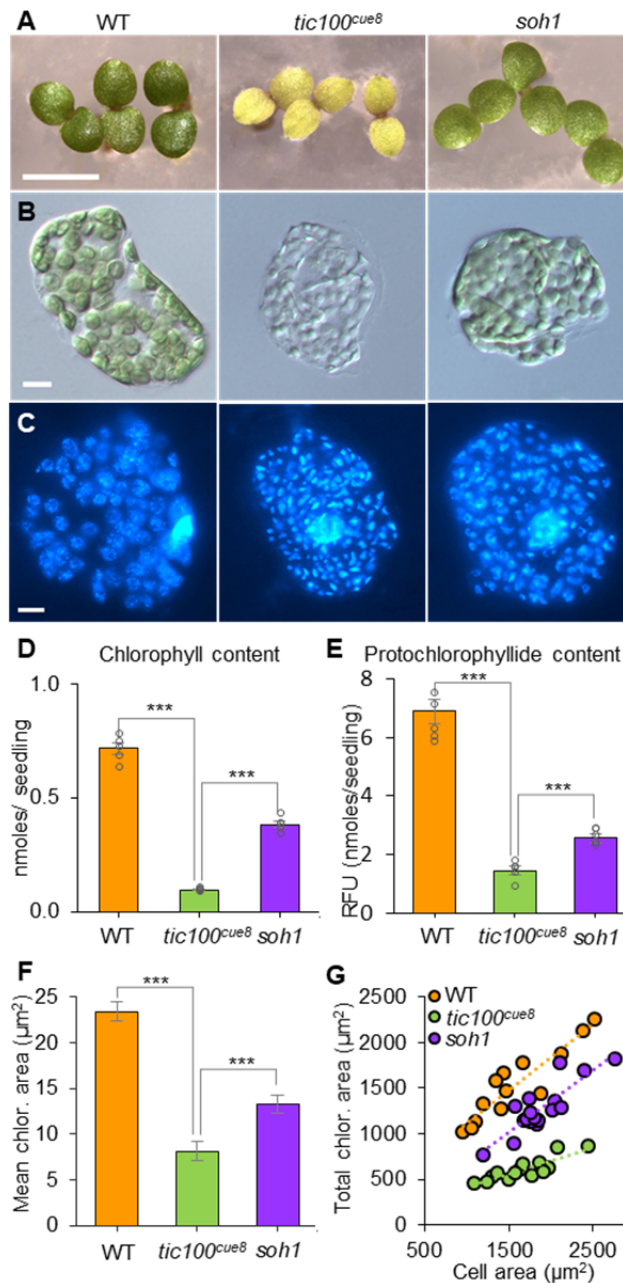 A WT tic100cue8 soh1
B
C
D Chlorophyll content
1.0
0.5
0.0
nmoles/ seedling
***
***
WT tic100cue8 soh1
E Protochlorophyllide content
8
6
4
2
0
RFU (nmoles/seedling)
***
***
WT tic100cue8 soh1
F
25
20
15
10
5
0
Mean chlor. area (µm²)
***
***
WT tic100cue8 soh1
G
WT
tic100cue8
soh1
2500
2000
1500
1000
500
0
Total chlor. area (µm²)
500 1500 2500
Cell area (µm²)